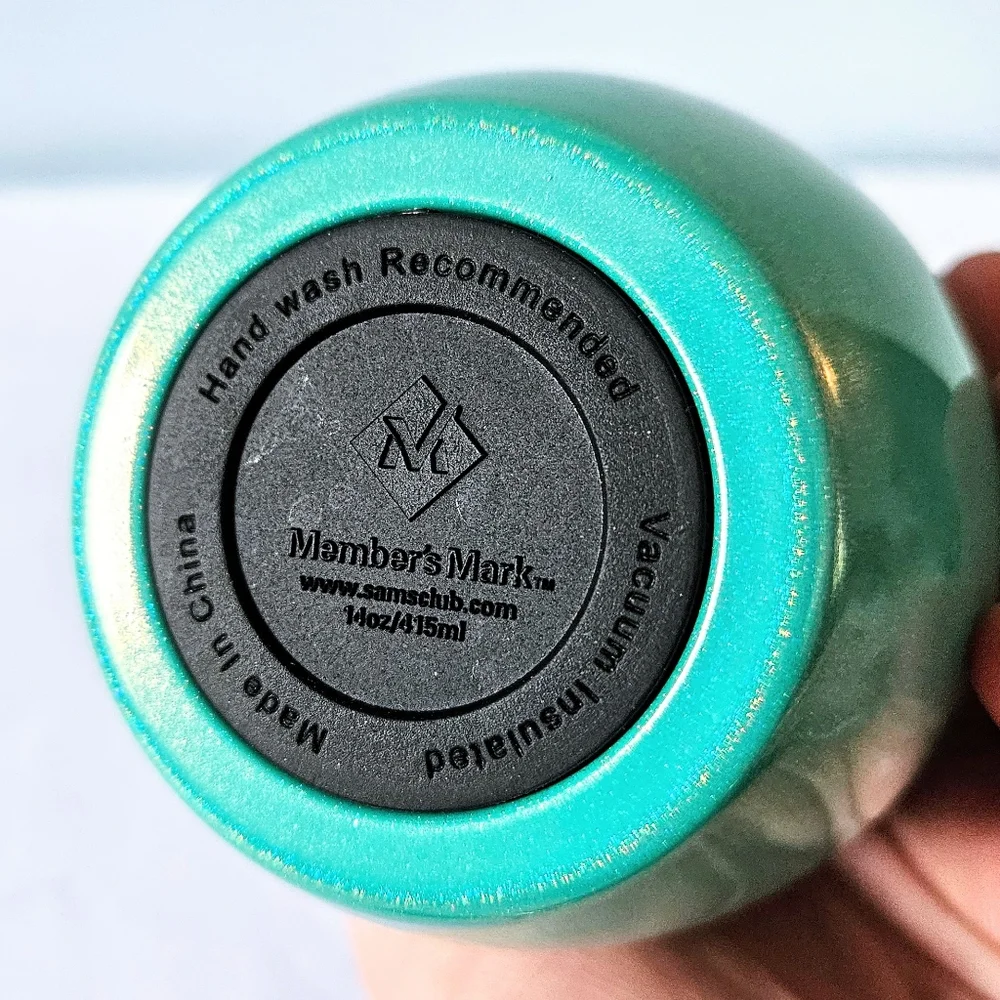 Hand wash Recommended
Vacuum Insulated
Made In China
Member's Mark™
www.samsclub.com
14oz/415ml